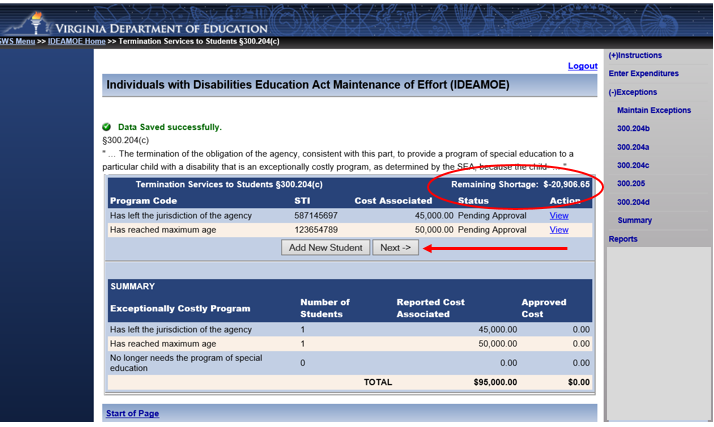 VIRGINIA DEPARTMENT OF EDUCATION
SWS Menu >> IDEAMOE Home >> Termination Services to Students §300.204(c)
Logout
Individuals with Disabilities Education Act Maintenance of Effort (IDEAMOE)
Data Saved successfully.
§300.204(c)
" ... The termination of the obligation of the agency, consistent with this part, to provide a program of special education to a
particular child with a disability that is an exceptionally costly program, as determined by the SEA, because the child- ...."
Termination Services to Students §300.204(c) Remaining Shortage: $-20,906.65
Program Code STI Cost Associated Status Action
Has left the jurisdiction of the agency 587145697 45,000.00 Pending Approval View
Has reached maximum age 123654789 50,000.00 Pending Approval View
Add New Student Next ->
SUMMARY
Exceptionally Costly Program Number of Students Reported Cost Associated Approved Cost
Has left the jurisdiction of the agency 1 45,000.00 0.00
Has reached maximum age 1 50,000.00 0.00
No longer needs the program of special education 0 0.00 0.00
TOTAL $95,000.00 $0.00
Start of Page
(+)Instructions
Enter Expenditures
(-)Exceptions
Maintain Exceptions
300.204b
300.204a
300.204c
300.205
300.204d
Summary
Reports